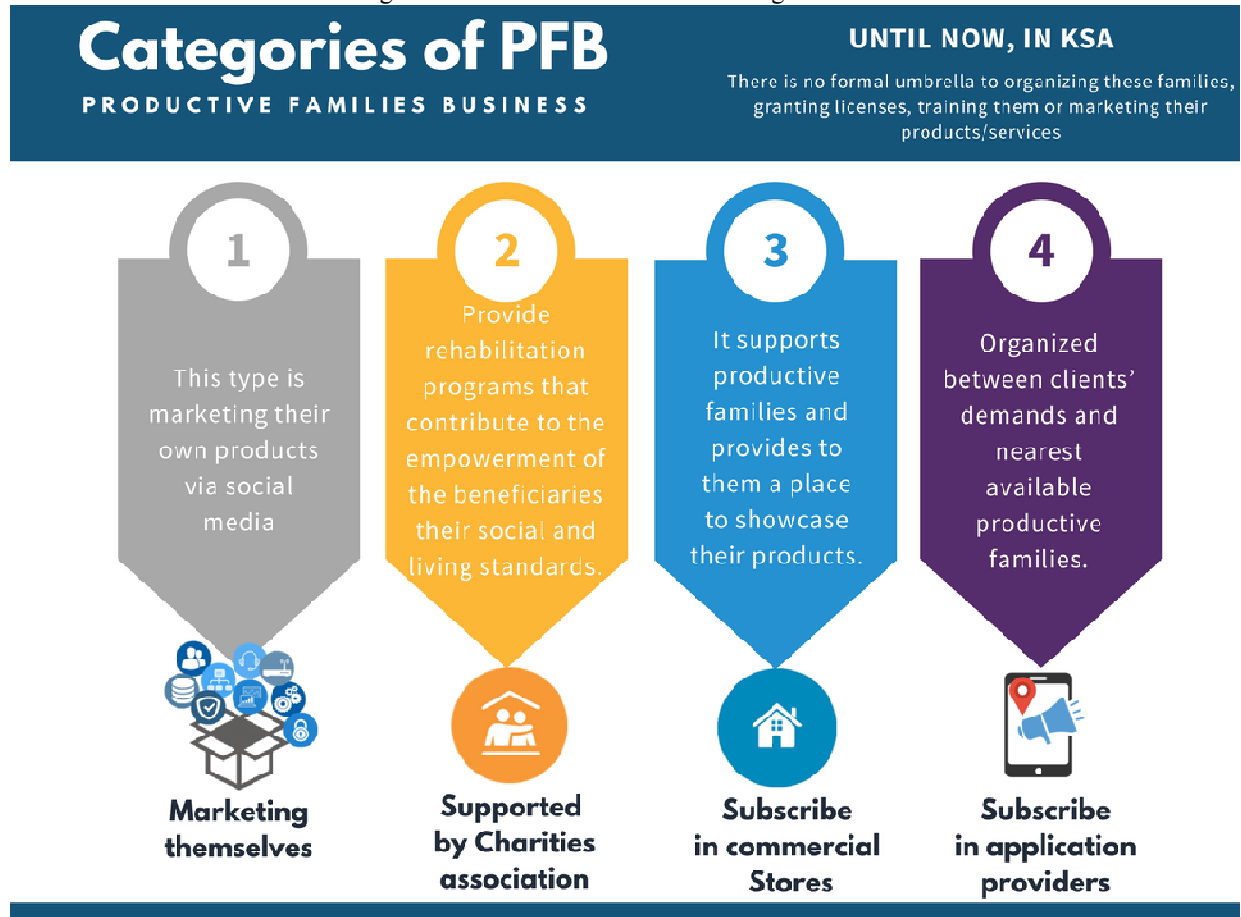 Categories of PFB
PRODUCTIVE FAMILIES BUSINESS
UNTIL NOW, IN KSA
There is no formal umbrella to organizing these families,
granting licenses, training them or marketing their
products/services
1
This type is
marketing their
own products
via social
media
Marketing
themselves
2
Provide
rehabilitation
programs that
contribute to the
empowerment of
the beneficiaries
their social and
living standards.
Supported
by Charities
association
3
It supports
productive
families and
provides to
them a place
to showcase
their products.
Subscribe
in commercial
Stores
4
Organized
between clients’
demands and
nearest
available
productive
families.
Subscribe
in application
providers